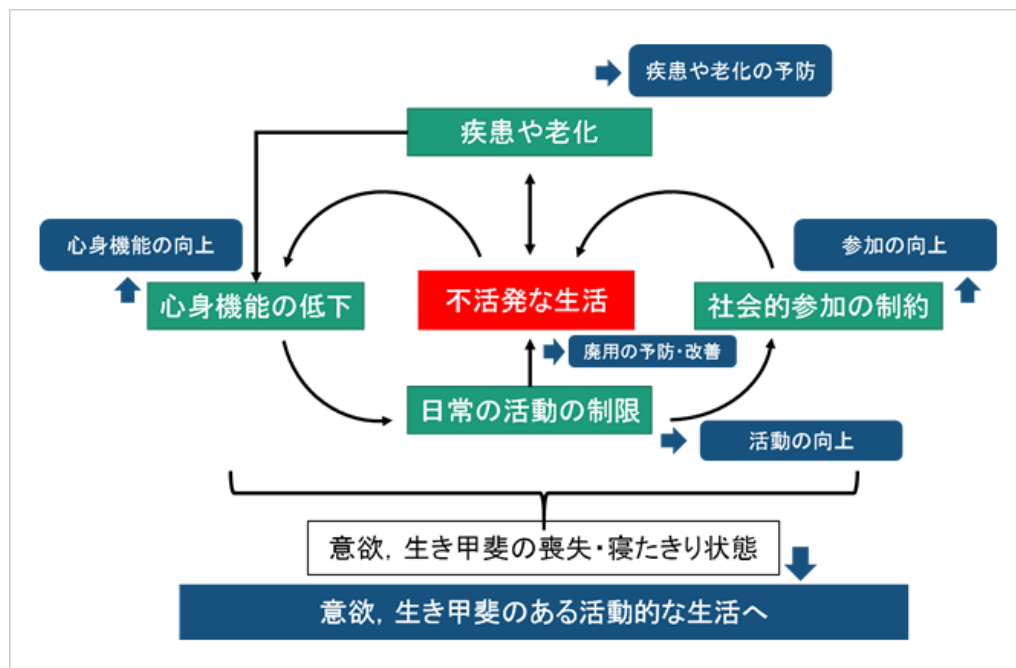 疾患や老化の予防
疾患や老化
心身機能の向上
参加の向上
心身機能の低下
不活発な生活
社会的参加の制約
廃用の予防・改善
日常の活動の制限
活動の向上
意欲，生き甲斐の喪失・寝たきり状態
意欲，生き甲斐のある活動的な生活へ